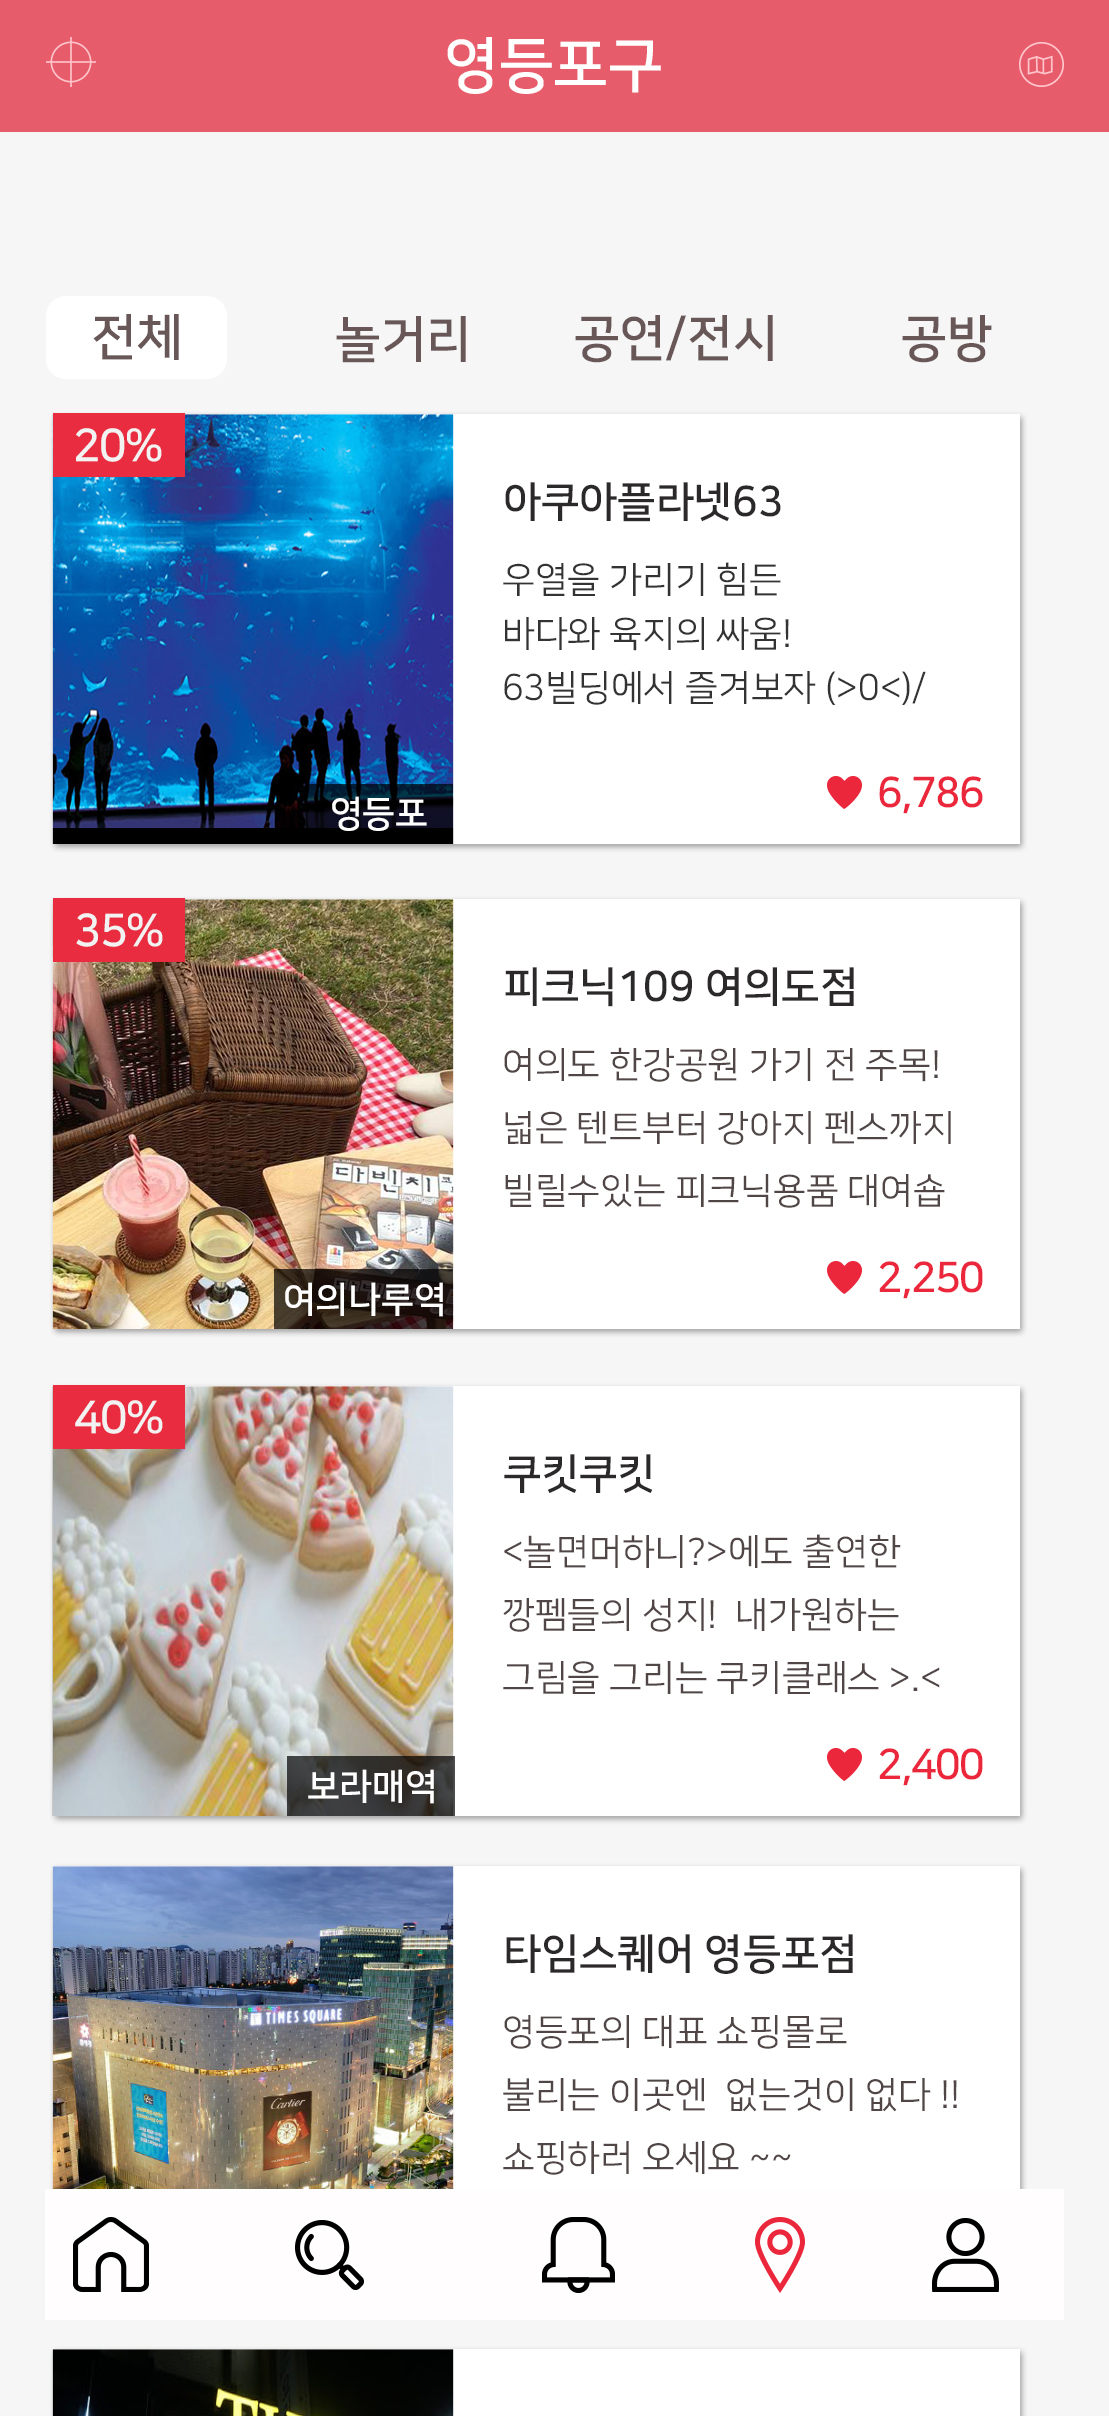 영등포구
전체
놀거리
공연/전시
공방
20%
아쿠아플라넷63
우열을 가리기 힘든
바다와 육지의 싸움!
63빌딩에서 즐겨보자 (>0<)/
영등포
6,786
35%
피크닉109 여의도점
여의도 한강공원 가기 전 주목!
넓은 텐트부터 강아지 펜스까지
빌릴수있는 피크닉용품 대여숍
다빈치
여의나루역
2,250
40%
쿠킷쿠킷
<놀면머하니?>에도 출연한
깡펨들의 성지!  내가원하는
그림을 그리는 쿠키클래스 >.<
보라매역
2,400
타임스퀘어 영등포점
영등포의 대표 쇼핑몰로
불리는 이곳엔  없는것이 없다 !!
쇼핑하러 오세요 ~~
TIMES SQUARE
Cartier